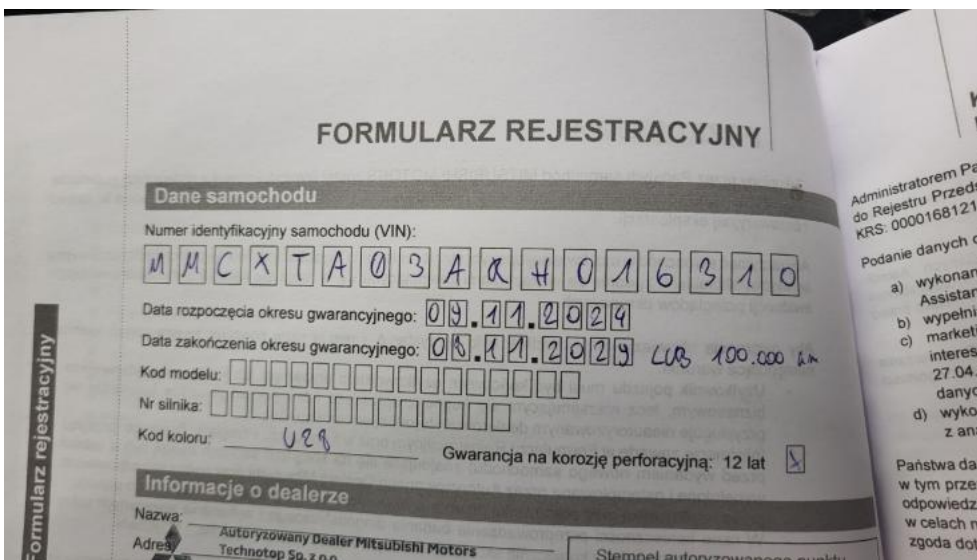 FORMULARZ REJESTRACYJNY
Dane samochodu
Numer identyfikacyjny samochodu (VIN):
MMCXTA03ARH016310
Data rozpoczęcia okresu gwarancyjnego: 09.11.2024
Data zakończenia okresu gwarancyjnego: 08.11.2029 LUB 100.000 km
Kod modelu:
Nr silnika:
Kod koloru: U28 Gwarancja na korozję perforacyjną: 12 lat X
Informacje o dealerze
Nazwa: Autoryzowany Dealer Mitsubishi Motors
Adres: Technotop Sp. z o.o.
Stempel autoryzowanego punktu
Formularz rejestracyjny
Administratorem Pa
do Rejestru Przeds
KRS: 0000168121
Podanie danych o
a) wykonan
Assistan
b) wypełni
c) market
interes
27.04.
danyc
d) wyko
z ana
Państwa da
w tym prze
odpowiedz
w celach m
zgoda do